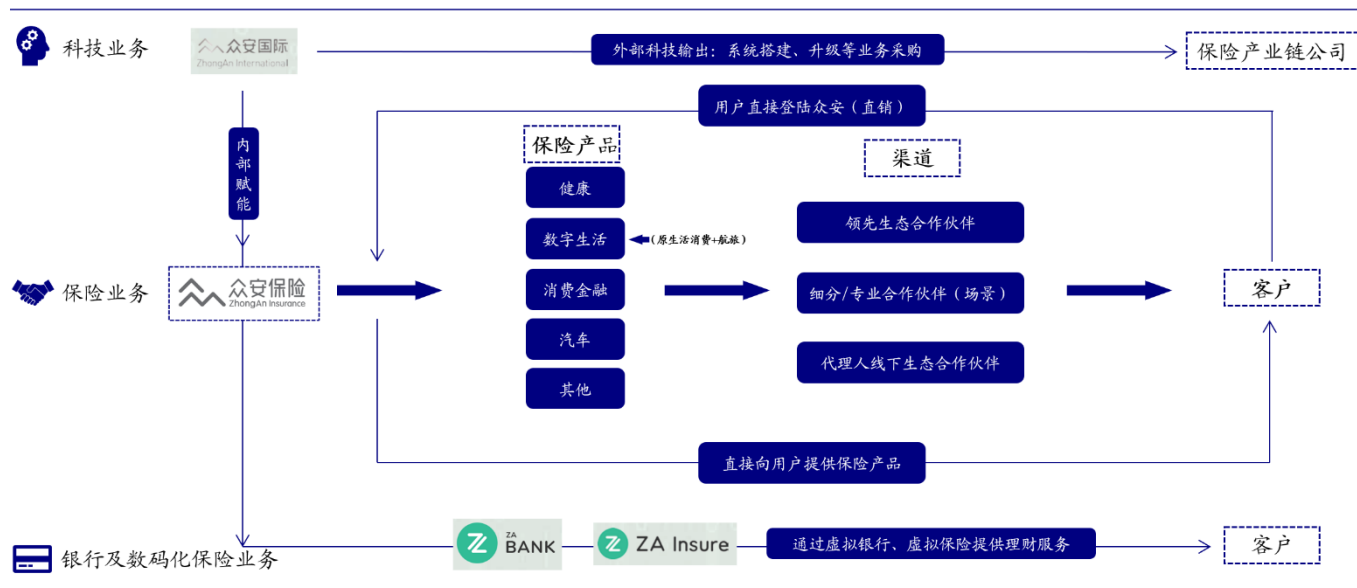 科技业务
众安国际
ZhongAn International
外部科技输出：系统搭建、升级等业务采购
保险产业链公司
用户直接登陆众安（直销）
内部赋能
保险产品
渠道
健康
领先生态合作伙伴
数字生活
（原生活消费+航旅）
保险业务
众安保险
ZhongAn Insurance
消费金融
细分/专业合作伙伴（场景）
客户
汽车
代理人线下生态合作伙伴
其他
直接向用户提供保险产品
银行及数码化保险业务
ZA
BANK
ZA Insure
通过虚拟银行、虚拟保险提供理财服务
客户